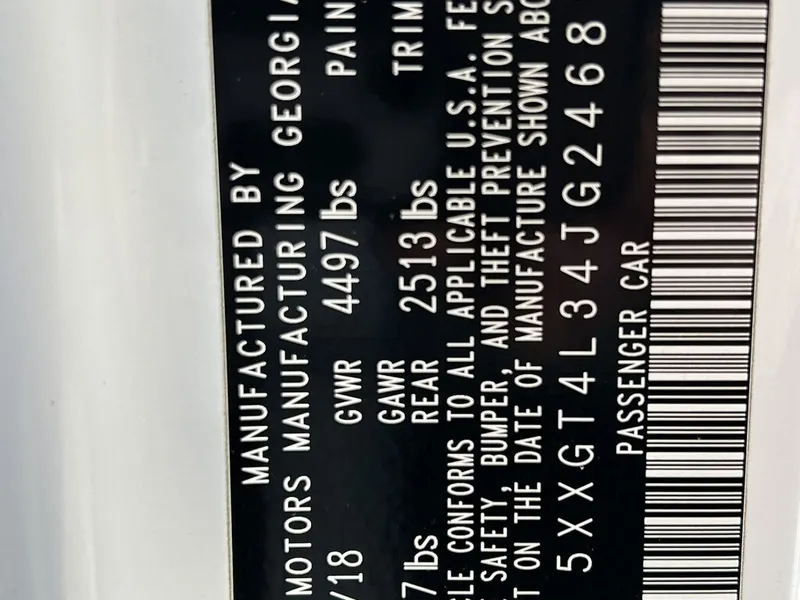 MANUFACTURED BY
MOTORS MANUFACTURING GEORGIA
/18 GVWR 4497 lbs PAIN
GAWR
7 lbs REAR 2513 lbs TRIM
CLE CONFORMS TO ALL APPLICABLE U.S.A. FE
SAFETY, BUMPER, AND THEFT PREVENTION S
T ON THE DATE OF MANUFACTURE SHOWN ABO
5XXGT4L34JG2468
PASSENGER CAR